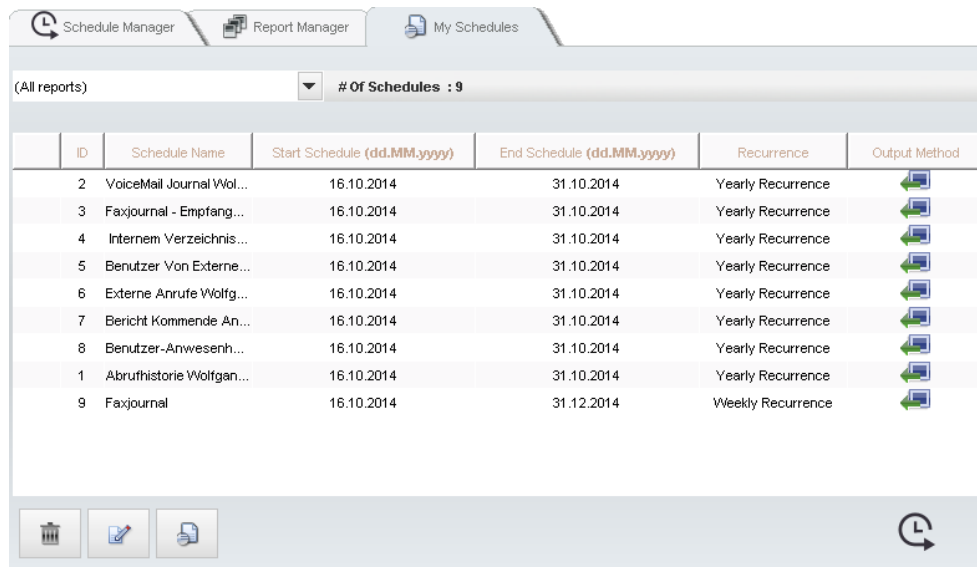 Schedule Manager Report Manager My Schedules
(All reports) # Of Schedules : 9
ID Schedule Name Start Schedule (dd.MM.yyyy) End Schedule (dd.MM.yyyy) Recurrence Output Method
2 VoiceMail Journal Wol... 16.10.2014 31.10.2014 Yearly Recurrence
3 Faxjournal - Empfang... 16.10.2014 31.10.2014 Yearly Recurrence
4 Internem Verzeichnis... 16.10.2014 31.10.2014 Yearly Recurrence
5 Benutzer Von Externe... 16.10.2014 31.10.2014 Yearly Recurrence
6 Externe Anrufe Wolfg... 16.10.2014 31.10.2014 Yearly Recurrence
7 Bericht Kommende An... 16.10.2014 31.10.2014 Yearly Recurrence
8 Benutzer-Anwesenh... 16.10.2014 31.10.2014 Yearly Recurrence
1 Abrufhistorie Wolfgan... 16.10.2014 31.10.2014 Yearly Recurrence
9 Faxjournal 16.10.2014 31.12.2014 Weekly Recurrence